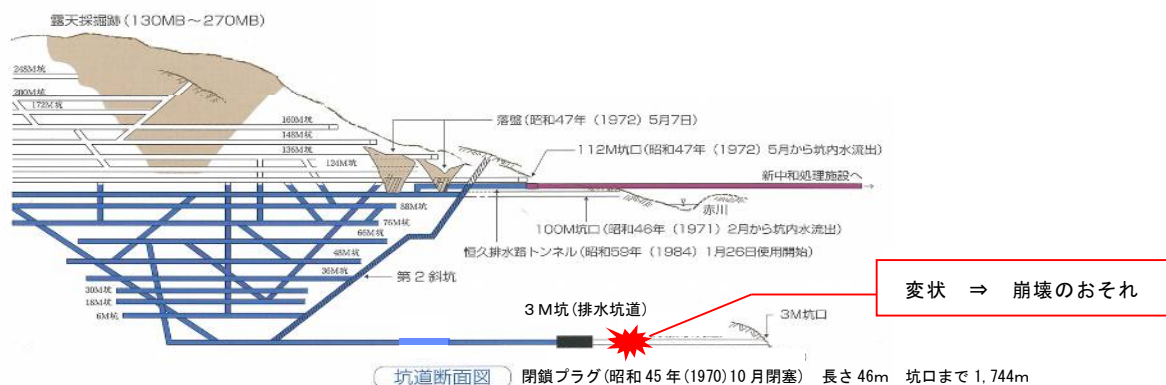 露天採掘跡(130MB～270MB)
248M坑
200M坑
172M坑
160M坑
148M坑
136M坑
124M坑
落盤(昭和47年(1972)5月7日)
112M坑口(昭和47年(1972)5月から坑内水流出)
新中和処理施設へ
赤川
88M坑
76M坑
66M坑
48M坑
36M坑
30M坑
18M坑
6M坑
100M坑口(昭和46年(1971)2月から坑内水流出)
恒久排水路トンネル(昭和59年(1984)1月26日使用開始)
第2斜坑
変状 ⇒ 崩壊のおそれ
3M坑(排水坑道)
3M坑口
坑道断面図
閉鎖プラグ(昭和45年(1970)10月閉塞) 長さ46m 坑口まで1,744m